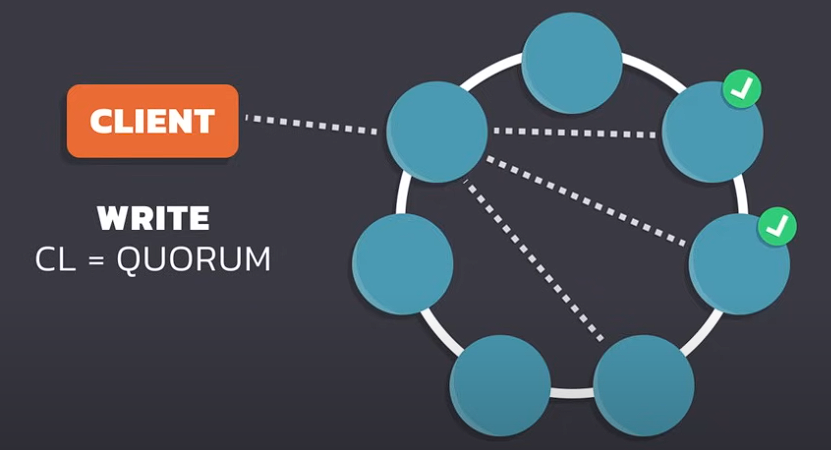 CLIENT
WRITE
CL = QUORUM